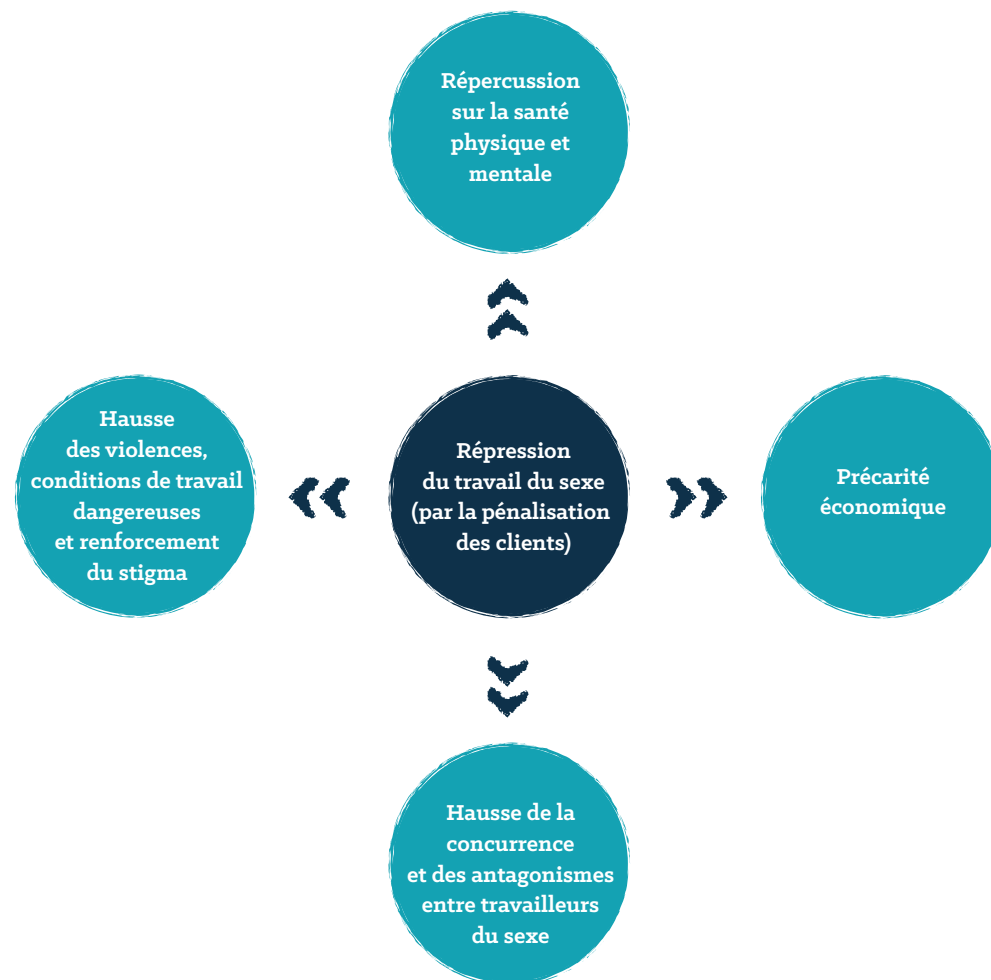 Répercussion
sur la santé
physique et
mentale
Hausse
des violences,
conditions de travail
dangereuses
et renforcement
du stigma
Répression
du travail du sexe
(par la pénalisation
des clients)
Précarité
économique
Hausse de la
concurrence
et des antagonismes
entre travailleurs
du sexe